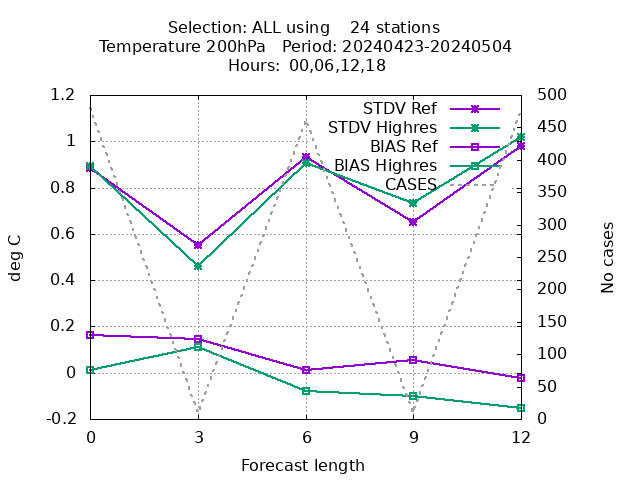 Selection: ALL using    24 stations
Temperature 200hPa   Period: 20240423-20240504
Hours: 00,06,12,18
STDV Ref
STDV Highres
BIAS Ref
BIAS Highres
CASES
1.2
1
0.8
0.6
0.4
0.2
0
-0.2
deg C
500
450
400
350
300
250
200
150
100
50
0
No cases
0 3 6 9 12
Forecast length